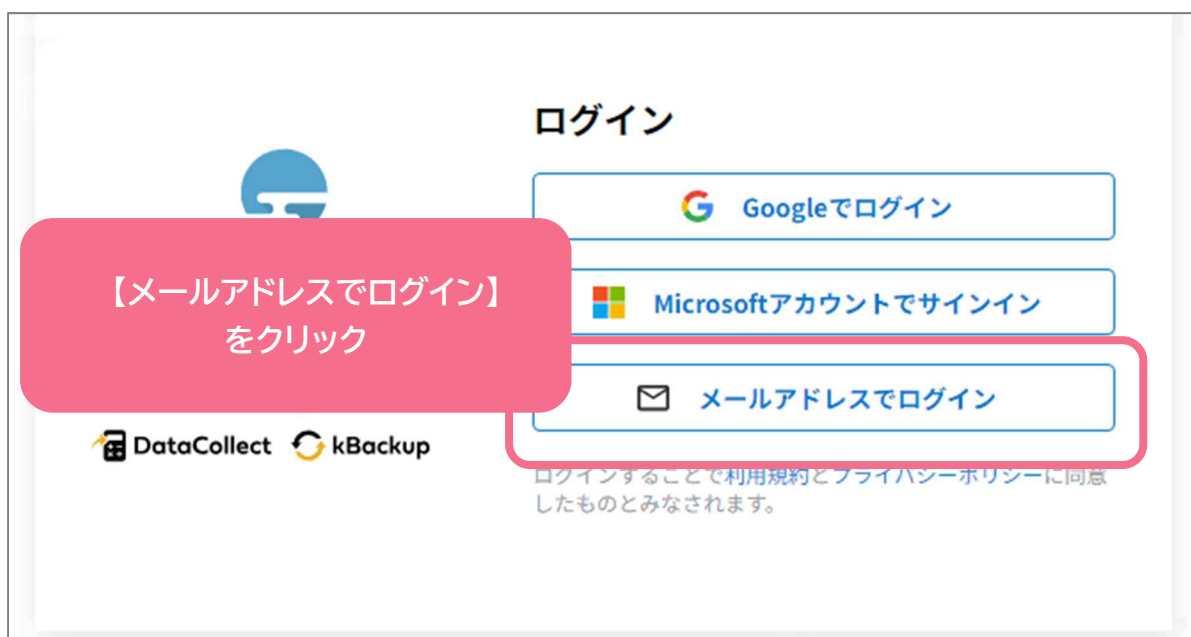 ログイン
Googleでログイン
【メールアドレスでログイン】
をクリック
Microsoftアカウントでサインイン
メールアドレスでログイン
DataCollect kBackup
ログインすることで利用規約とプライバシーポリシーに同意
したものとみなされます。